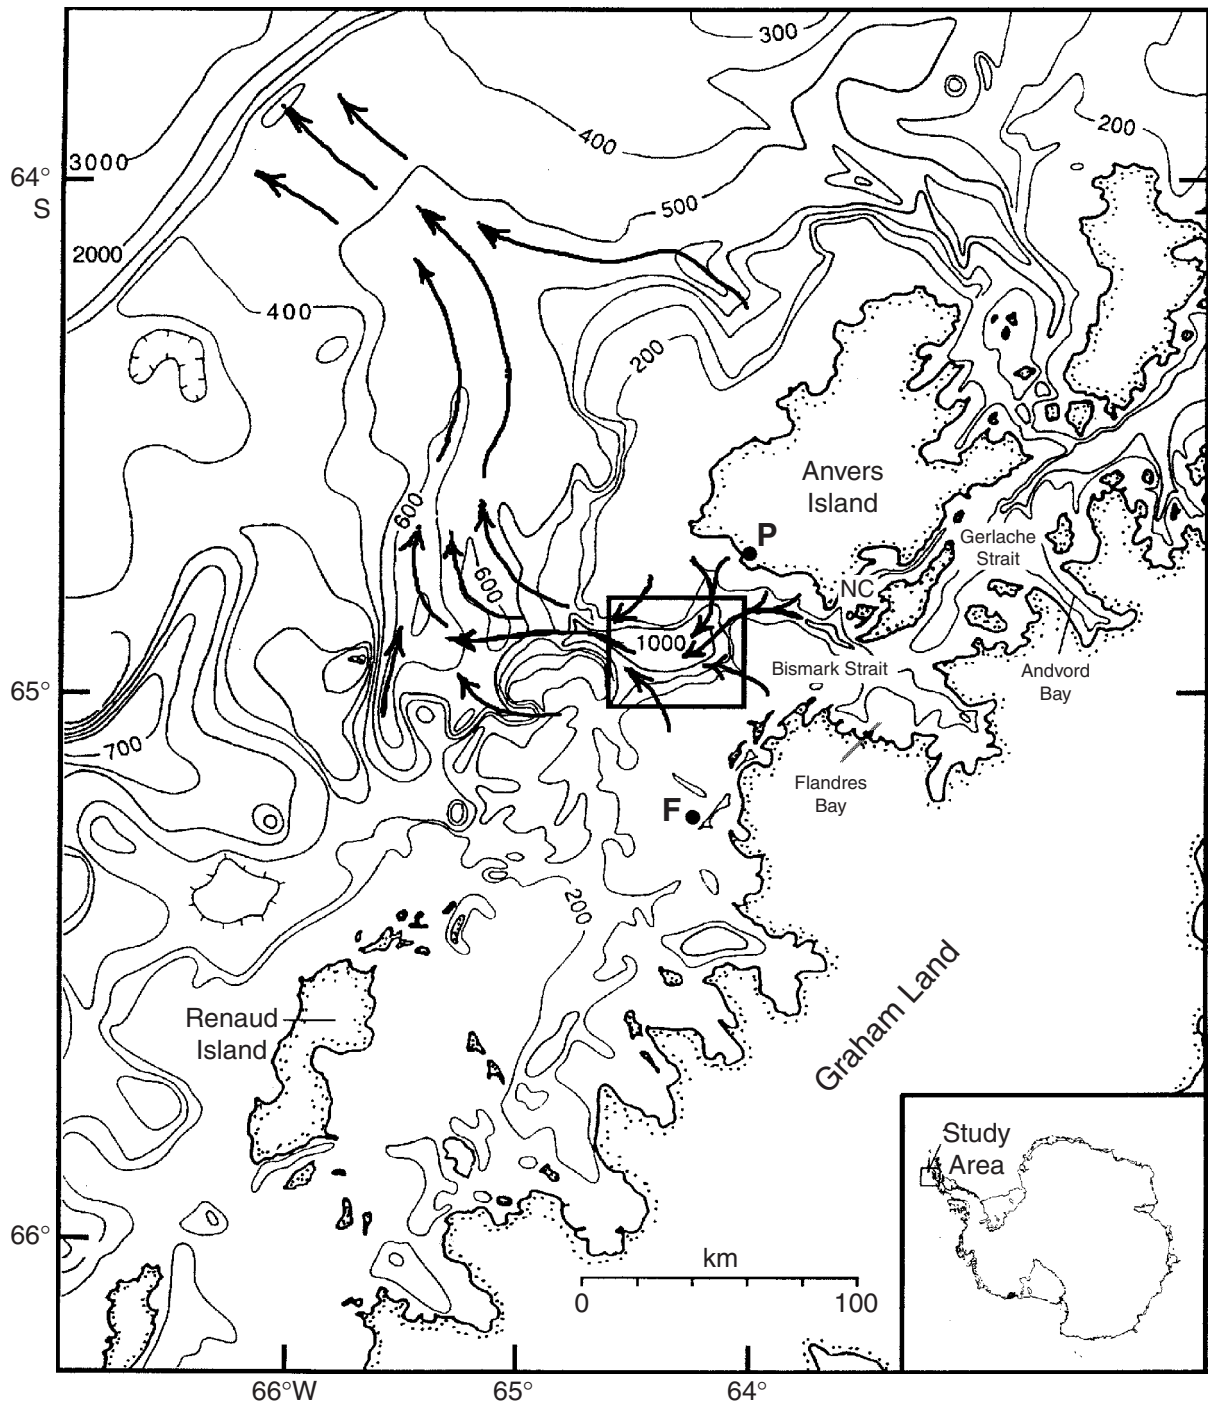 300
400
200
3000
64°
S
500
2000
400
200
Anvers
Island
600
P
Gerlache
Strait
600
NC
1000
Bismark Strait
Andvord
Bay
65°
700
Flandres
Bay
F
200
Graham Land
Renaud
Island
Study
Area
66°
km
0
100
66°W
65°
64°